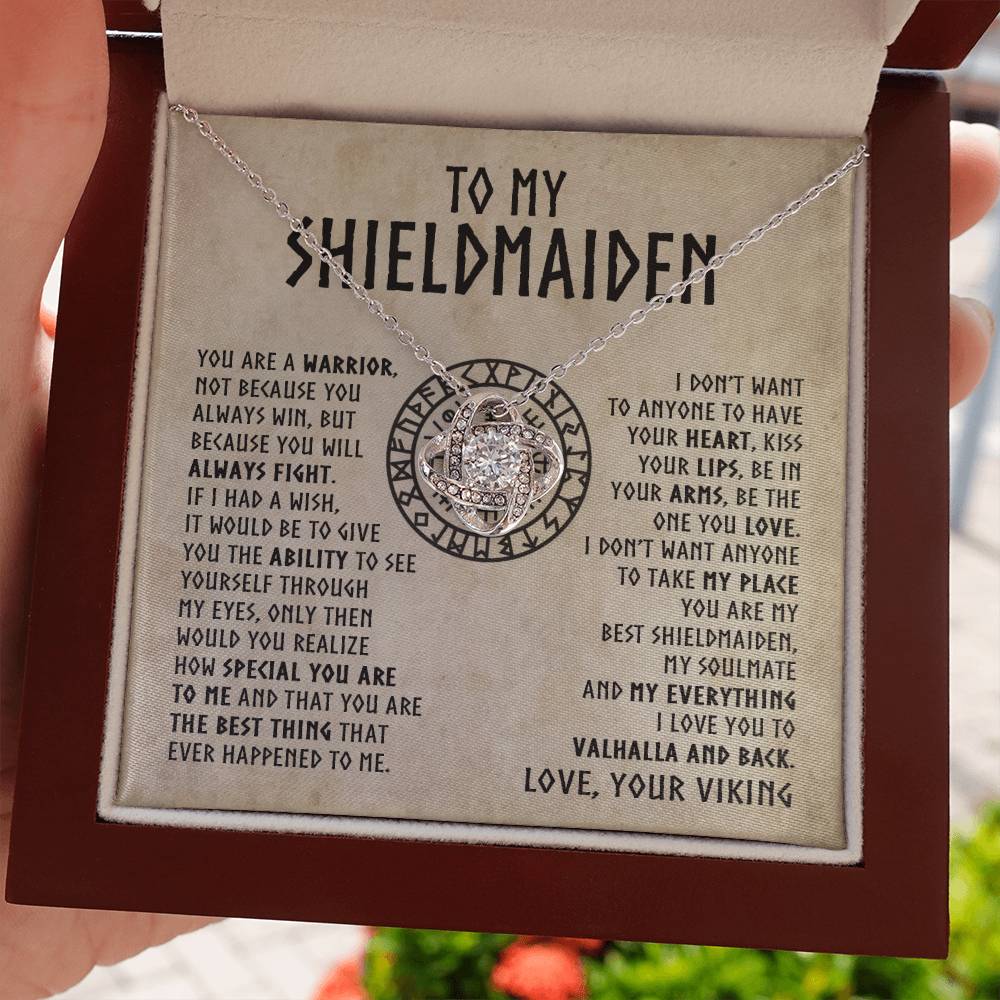 TO MY
SHIELDMAIDEN
YOU ARE A WARRIOR,
NOT BECAUSE YOU
ALWAYS WIN, BUT
BECAUSE YOU WILL
ALWAYS FIGHT.
IF I HAD A WISH,
IT WOULD BE TO GIVE
YOU THE ABILITY TO SEE
YOURSELF THROUGH
MY EYES, ONLY THEN
WOULD YOU REALIZE
HOW SPECIAL YOU ARE
TO ME AND THAT YOU ARE
THE BEST THING THAT
EVER HAPPENED TO ME.
I DON'T WANT
TO ANYONE TO HAVE
YOUR HEART, KISS
YOUR LIPS, BE IN
YOUR ARMS, BE THE
ONE YOU LOVE.
I DON'T WANT ANYONE
TO TAKE MY PLACE
YOU ARE MY
BEST SHIELDMAIDEN,
MY SOULMATE
AND MY EVERYTHING
I LOVE YOU TO
VALHALLA AND BACK.
LOVE, YOUR VIKING